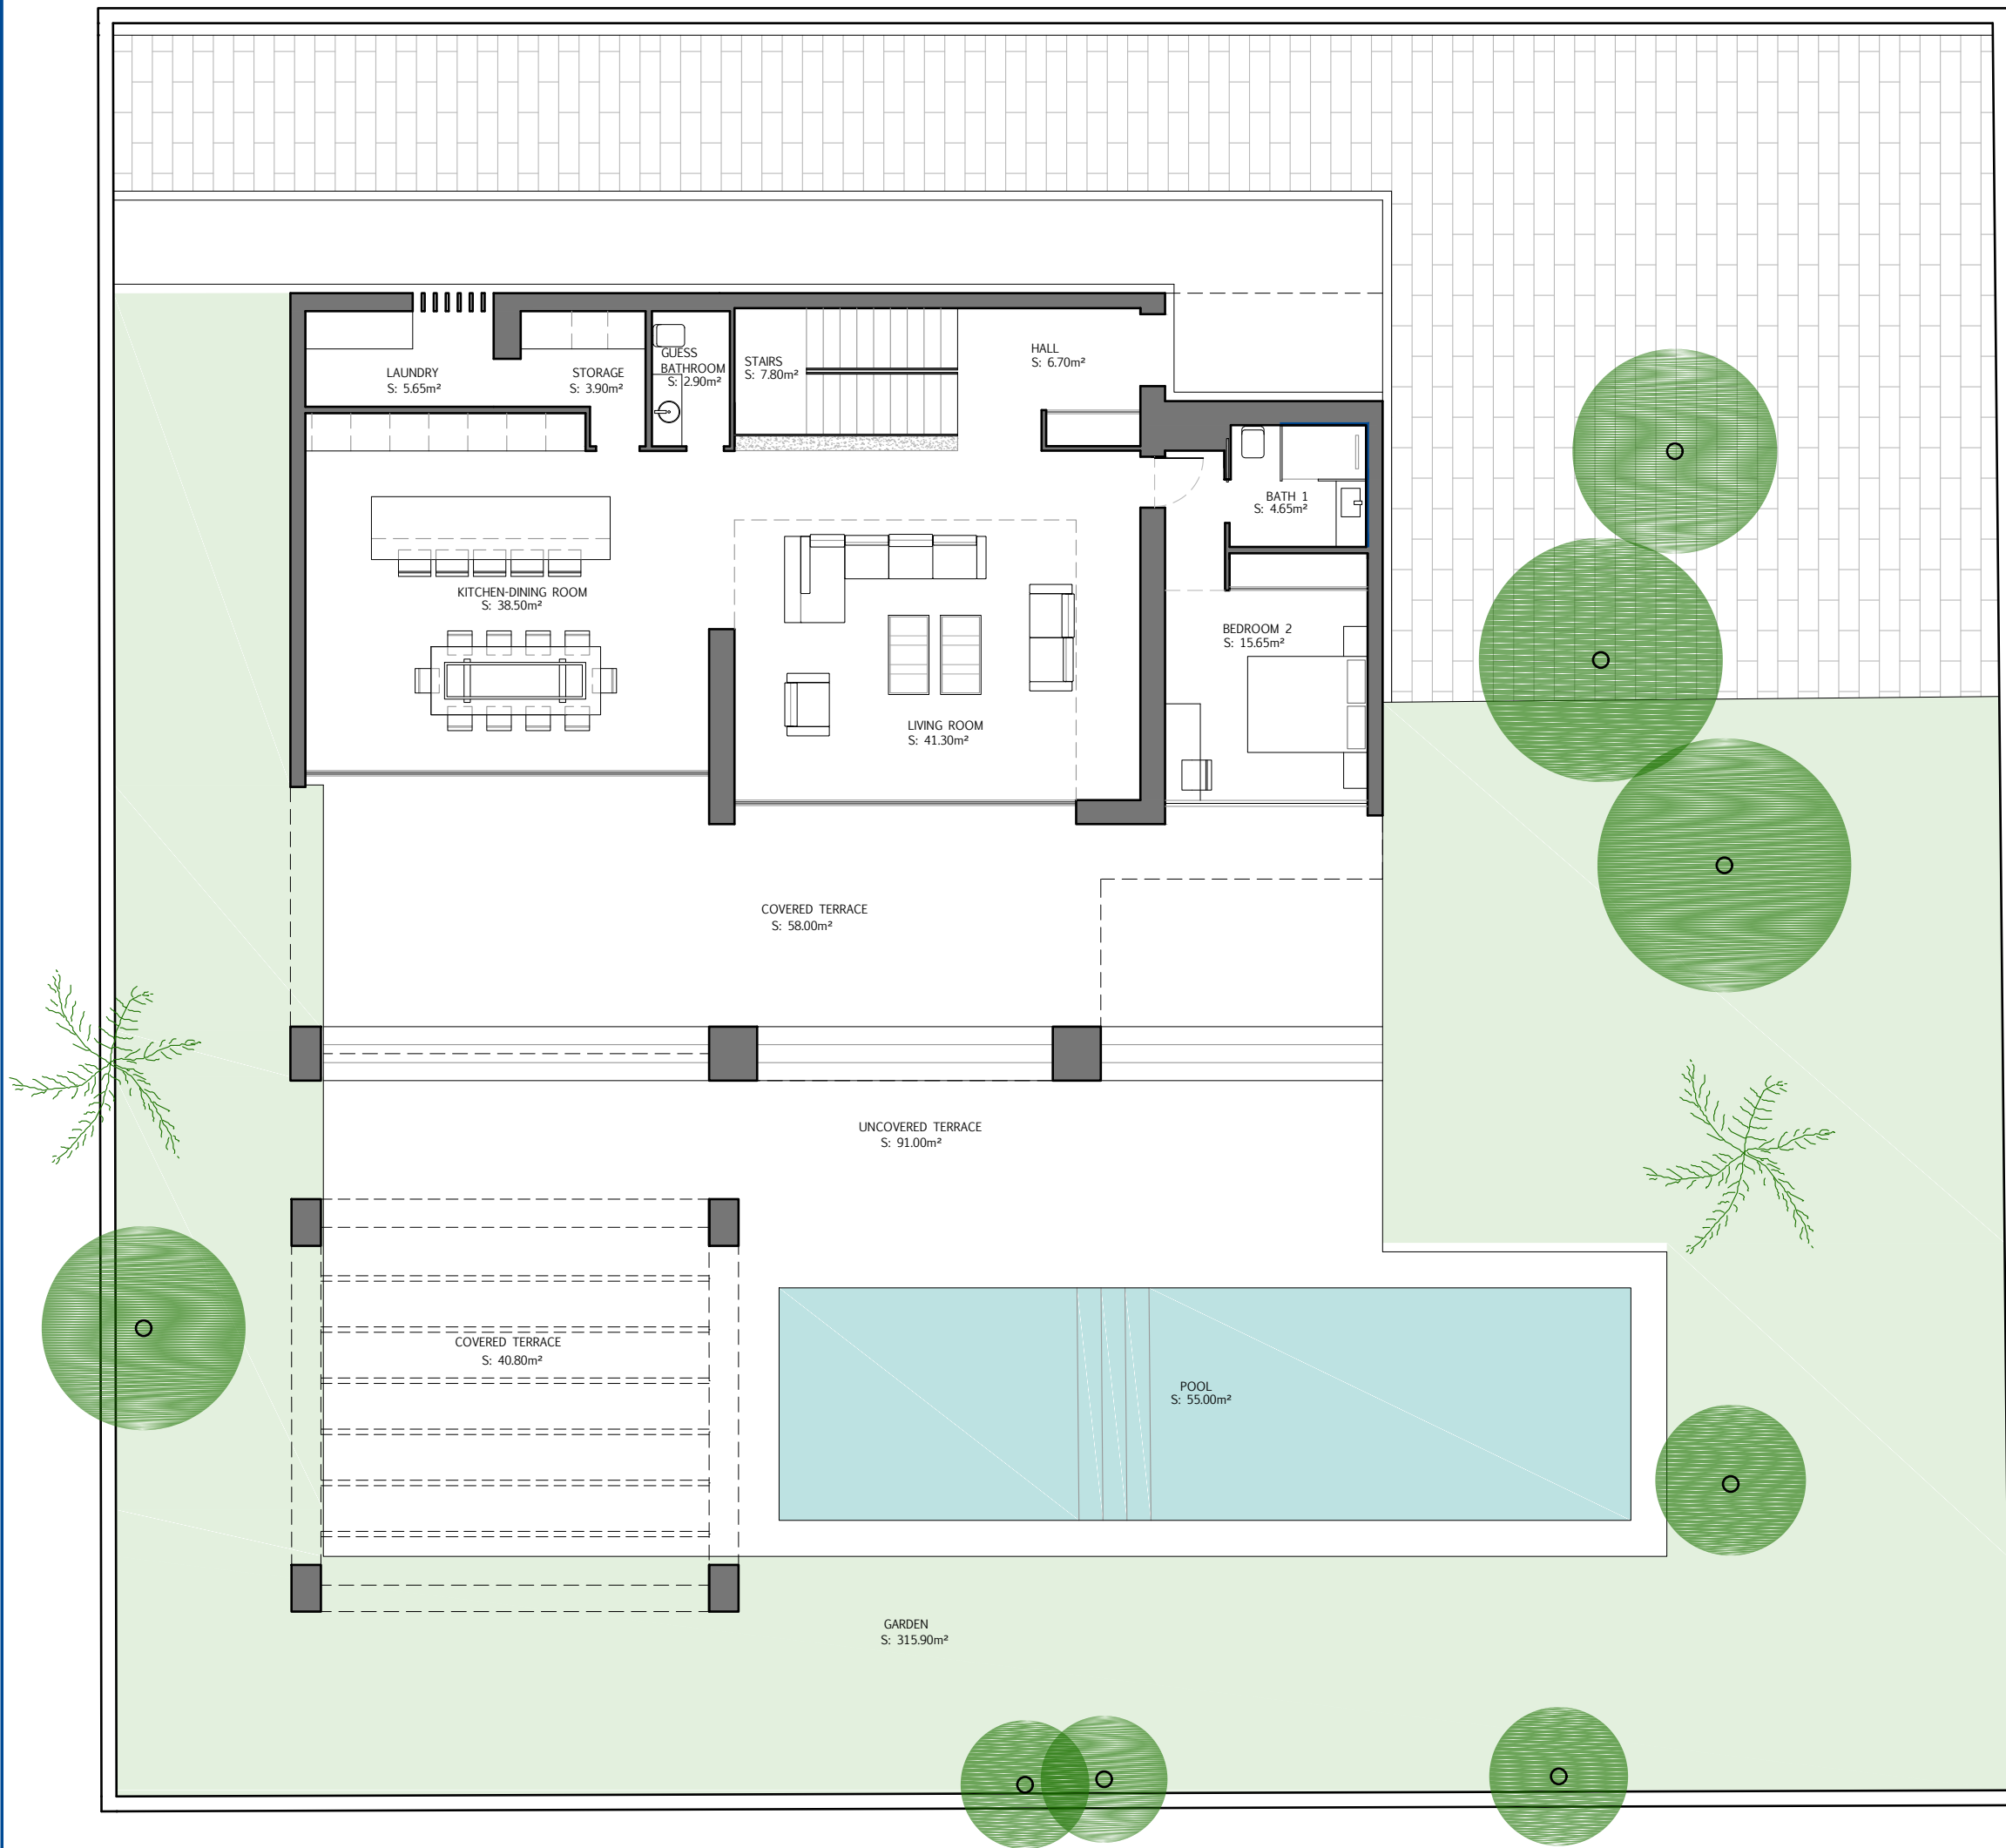 LAUNDRY
S: 5.65m²
STORAGE
S: 3.90m²
GUESS
BATHROOM
S: 2.90m²
STAIRS
S: 7.80m²
HALL
S: 6.70m²
BATH 1
S: 4.65m²
KITCHEN-DINING ROOM
S: 38.50m²
BEDROOM 2
S: 15.65m²
LIVING ROOM
S: 41.30m²
COVERED TERRACE
S: 58.00m²
UNCOVERED TERRACE
S: 91.00m²
COVERED TERRACE
S: 40.80m²
POOL
S: 55.00m²
GARDEN
S: 315.90m²